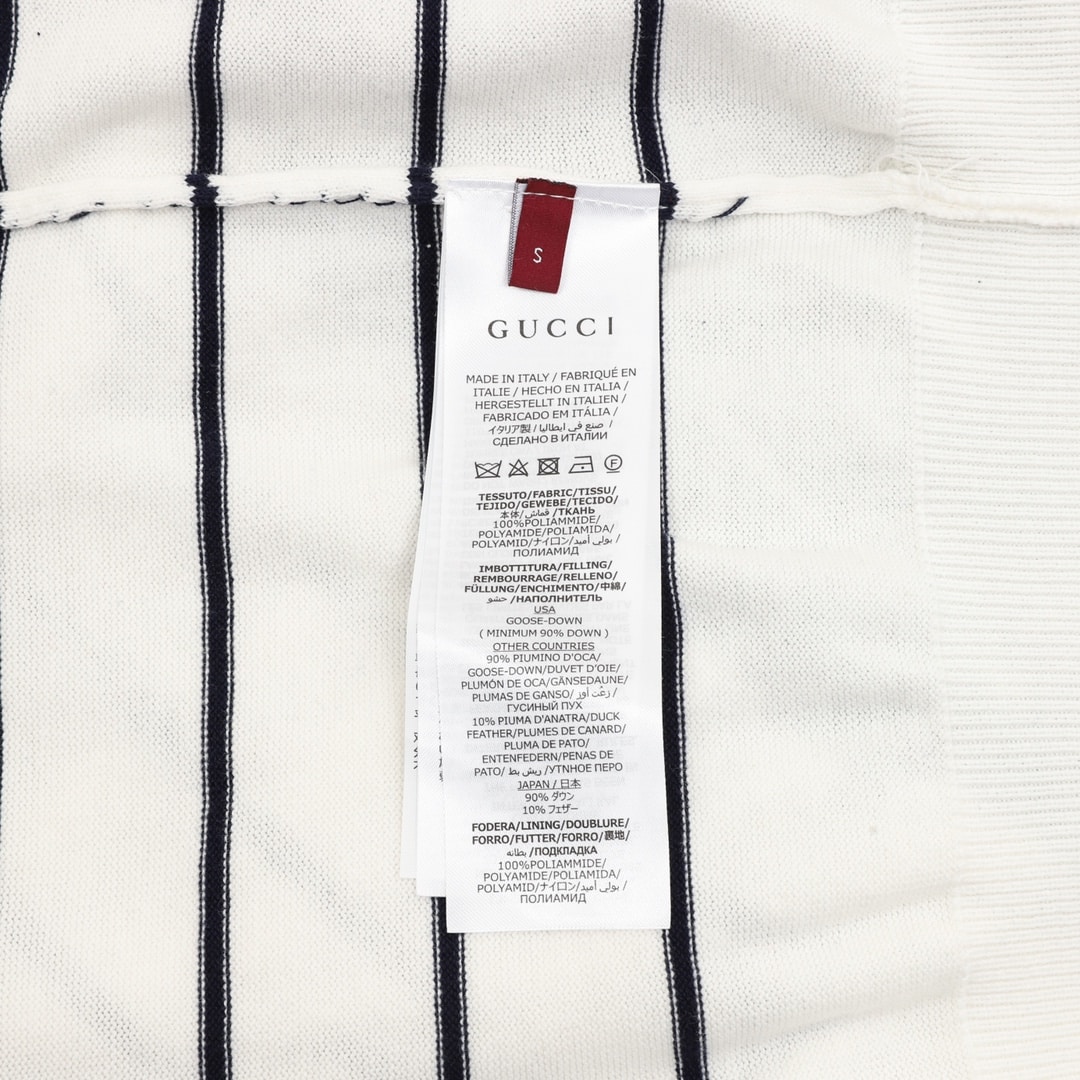 S
GUCCI
MADE IN ITALY / FABRIQUÉ EN
ITALIE / HECHO EN ITALIA /
HERGESTELLT IN ITALIEN /
FABRICADO EM ITÁLIA /
イタリア製 / صنع في ايطاليا /
СДЕЛАНО В ИТАЛИИ
F
TESSUTO/FABRIC/TISSU/
TEJIDO/GEWEBE/TECIDO/
本体/قماش/ТКАНЬ
100%POLIAMMIDE/
POLYAMIDE/POLIAMIDA/
POLYAMID/ナイロン/بولي أميد/
ПОЛИАМИД
IMBOTTITURA/FILLING/
REMBOURRAGE/RELLENO/
FÜLLUNG/ENCHIMENTO/中綿/
حشو /НАПОЛНИТЕЛЬ
USA
GOOSE-DOWN
( MINIMUM 90% DOWN )
OTHER COUNTRIES
90% PIUMINO D'OCA/
GOOSE-DOWN/DUVET D'OIE/
PLUMÓN DE OCA/GÄNSEDAUNE/
PLUMAS DE GANSO/ زغب أوز /
ГУСИНЫЙ ПУХ
10% PIUMA D'ANATRA/DUCK
FEATHER/PLUMES DE CANARD/
PLUMA DE PATO/
ENTENFEDERN/PENAS DE
PATO/ ريش بط /УТНОЕ ПЕРО
JAPAN / 日本
90% ダウン
10% フェザー
FODERA/LINING/DOUBLURE/
FORRO/FUTTER/FORRO/裏地/
بطانه /ПОДКЛАДКА
100%POLIAMMIDE/
POLYAMIDE/POLIAMIDA/
POLYAMID/ナイロン/بولي أميد /
ПОЛИАМИД